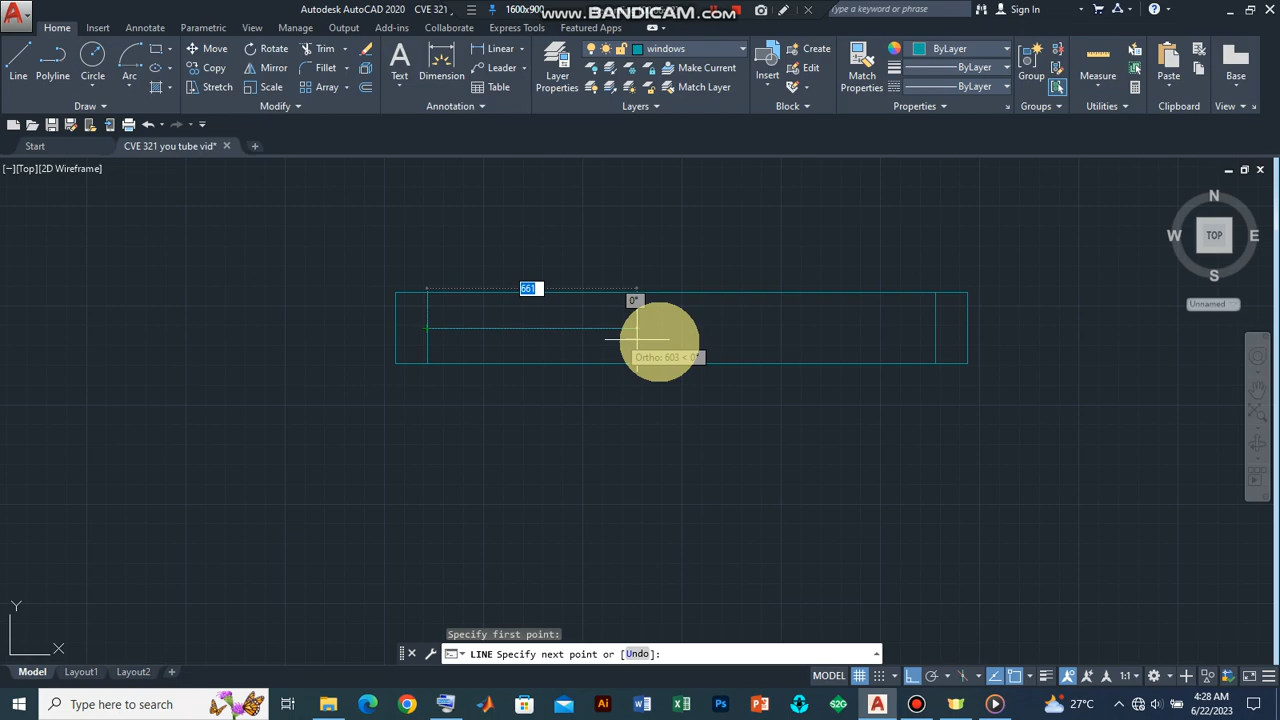 Autodesk AutoCAD 2020 CVE 321 1600x900 www.BANDICAM.com Type a keyword or phrase Sign In
Home Insert Annotate Parametric View Manage Output Add-ins Collaborate Express Tools Featured Apps
Line Polyline Circle Arc
Move Rotate Trim
Copy Mirror Fillet
Stretch Scale Array
Text Dimension
Linear
Leader
Table
Layer Properties
windows
Make Current
Match Layer
Insert
Create
Edit
Match Properties
ByLayer
ByLayer
ByLayer
Group Measure Paste Base
Draw Modify Annotation Layers Block Properties Groups Utilities Clipboard View
Start CVE 321 you tube vid*
[−][Top][2D Wireframe]
N
W TOP E
S
Unnamed
661
0°
Ortho: 603 < 0°
Y
X
Specify first point:
LINE Specify next point or [Undo]:
Model Layout1 Layout2 MODEL 1:1
Type here to search
27°C
4:28 AM
6/22/2023